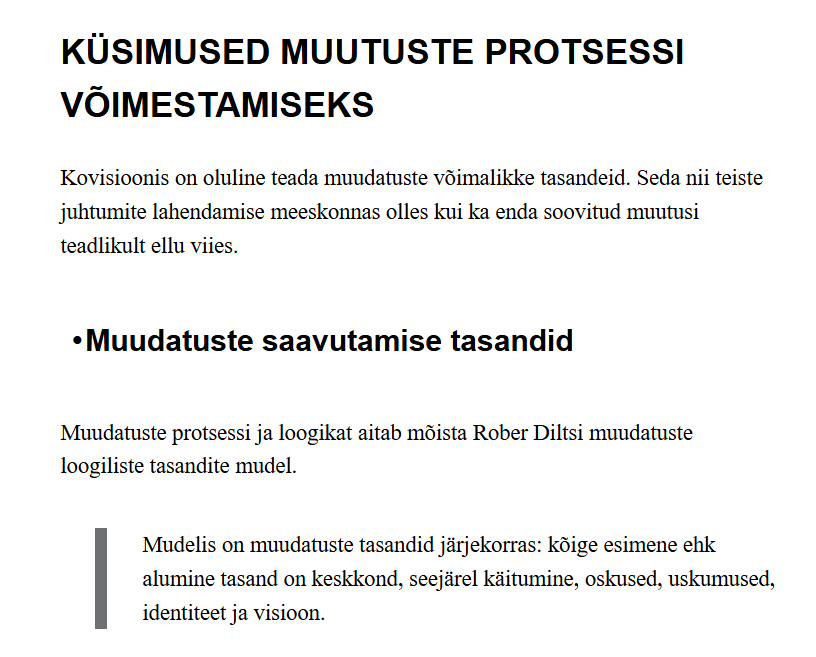 KÜSIMUSED MUUTUSTE PROTSESSI
VÕIMESTAMISEKS
Kovisioonis on oluline teada muudatuste võimalikke tasandeid. Seda nii teiste
juhtumite lahendamise meeskonnas olles kui ka enda soovitud muutusi
teadlikult ellu viies.
•Muudatuste saavutamise tasandid
Muudatuste protsessi ja loogikat aitab mõista Rober Diltsi muudatuste
loogiliste tasandite mudel.
Mudelis on muudatuste tasandid järjekorras: kõige esimene ehk
alumine tasand on keskkond, seejärel käitumine, oskused, uskumused,
identiteet ja visioon.